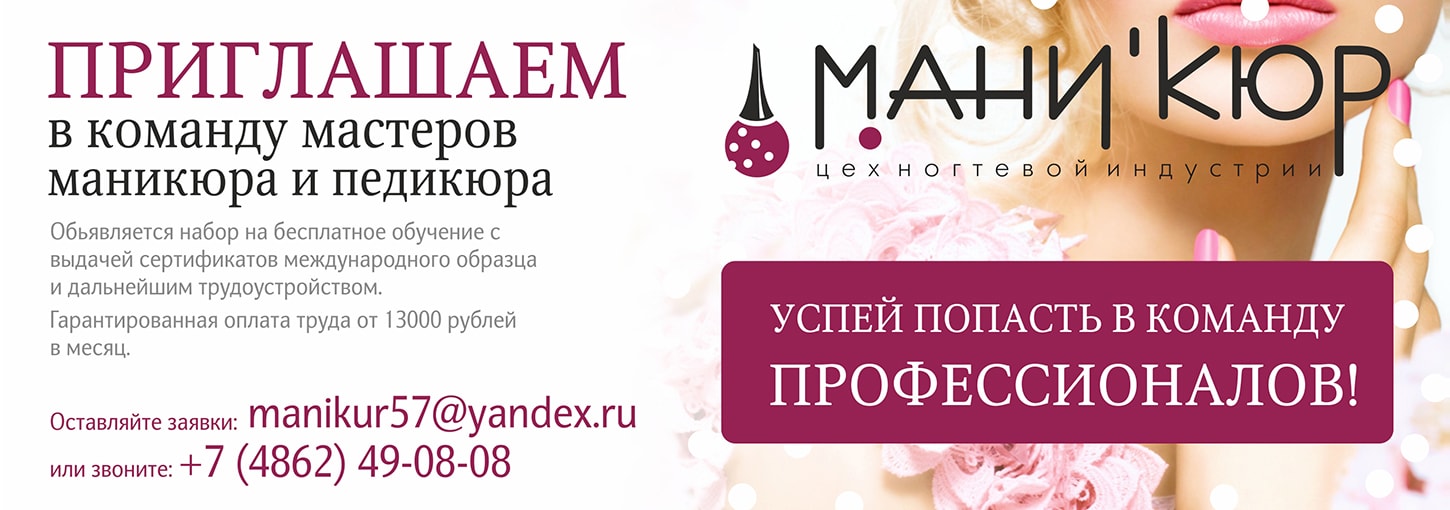 ПРИГЛАШАЕМ
в команду мастеров
маникюра и педикюра
Обьявляется набор на бесплатное обучение с
выдачей сертификатов международного образца
и дальнейшим трудоустройством.
Гарантированная оплата труда от 13000 рублей
в месяц.
Оставляйте заявки: manikur57@yandex.ru
или звоните: +7 (4862) 49-08-08
МАНИ'КЮР
цех ногтевой индустрии
УСПЕЙ ПОПАСТЬ В КОМАНДУ
ПРОФЕССИОНАЛОВ!